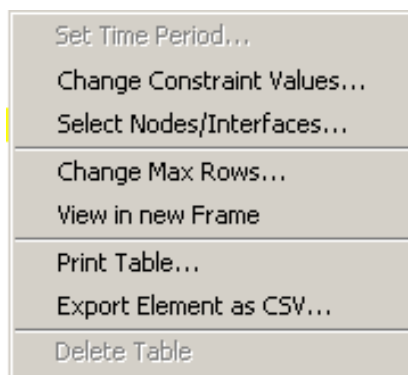 Set Time Period...
Change Constraint Values...
Select Nodes/Interfaces...
Change Max Rows...
View in new Frame
Print Table...
Export Element as CSV...
Delete Table